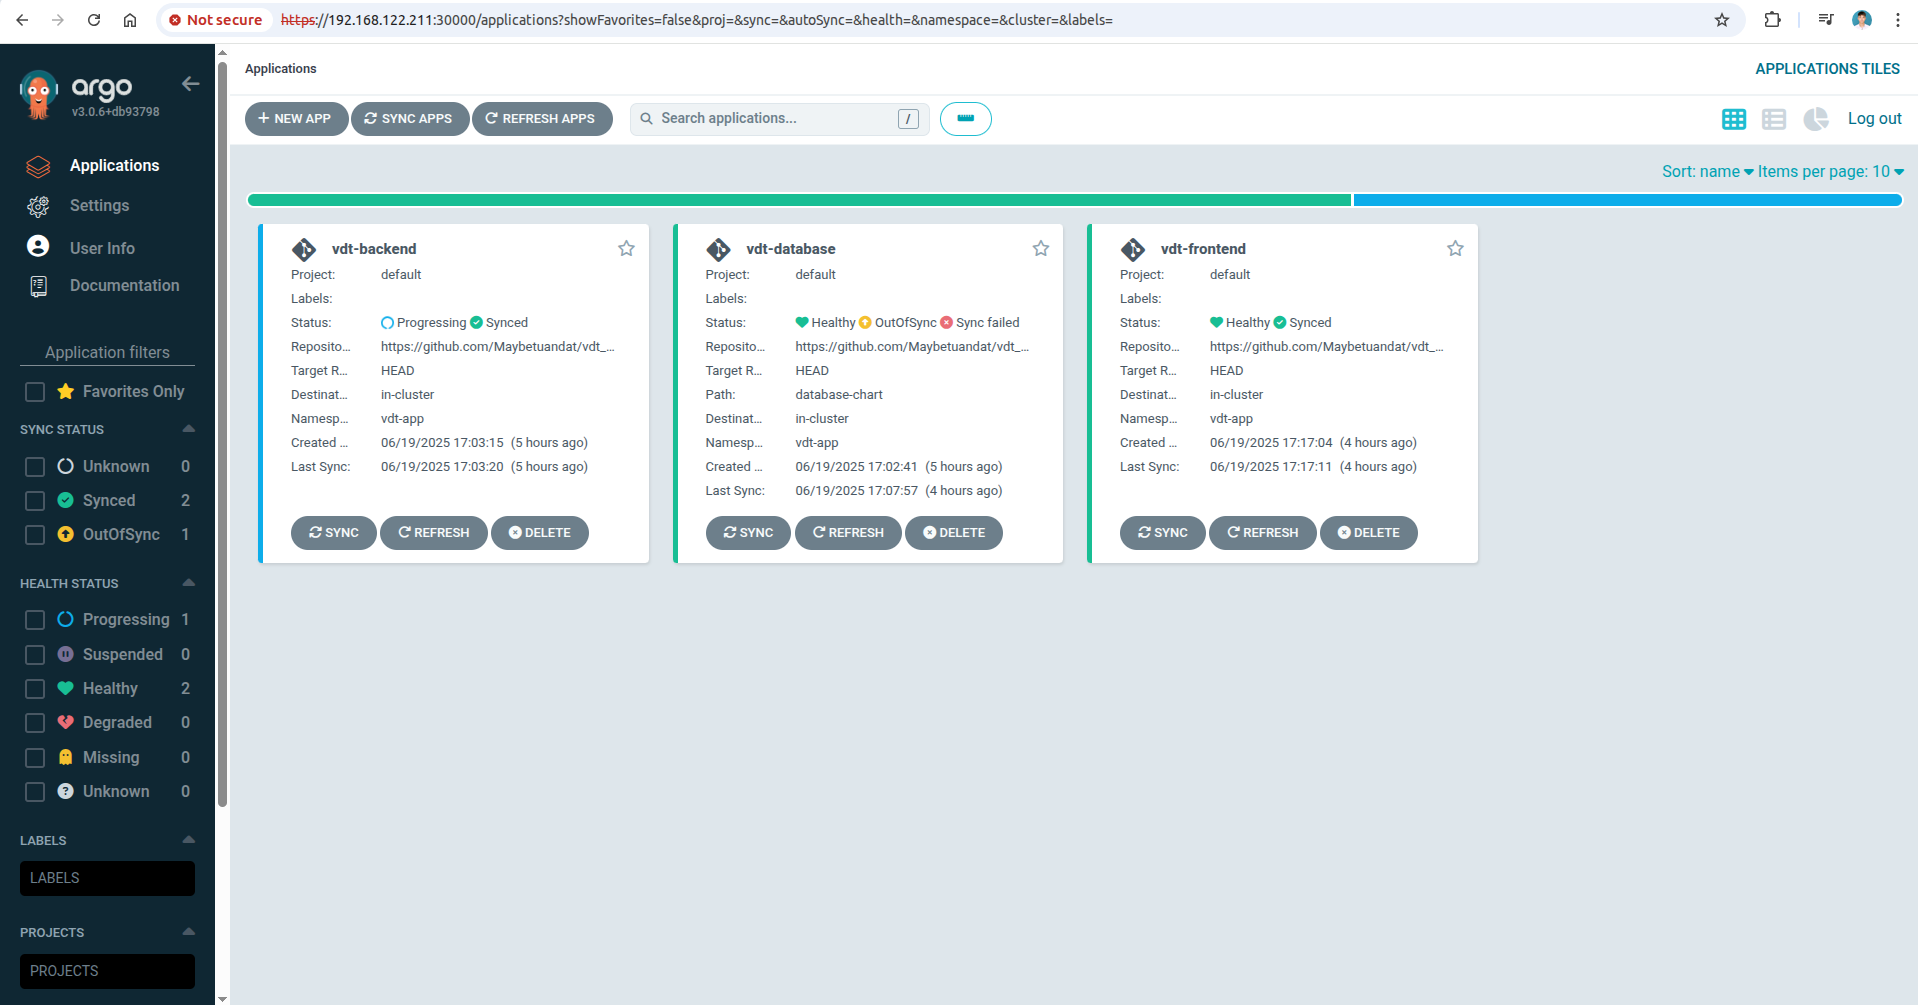 Not secure https://192.168.122.211:30000/applications?showFavorites=false&proj=&sync=&autoSync=&health=&namespace=&cluster=&labels=
argo
v3.0.6+db93798
Applications
Settings
User Info
Documentation
Application filters
Favorites Only
SYNC STATUS
Unknown 0
Synced 2
OutOfSync 1
HEALTH STATUS
Progressing 1
Suspended 0
Healthy 2
Degraded 0
Missing 0
Unknown 0
LABELS
LABELS
PROJECTS
PROJECTS
Applications
APPLICATIONS TILES
+ NEW APP SYNC APPS REFRESH APPS Search applications... / Log out
Sort: name Items per page: 10
vdt-backend
Project: default
Labels:
Status: Progressing Synced
Reposito... https://github.com/Maybetuandat/vdt_...
Target R... HEAD
Destinat... in-cluster
Namesp... vdt-app
Created ... 06/19/2025 17:03:15 (5 hours ago)
Last Sync: 06/19/2025 17:03:20 (5 hours ago)
SYNC REFRESH DELETE
vdt-database
Project: default
Labels:
Status: Healthy OutOfSync Sync failed
Reposito... https://github.com/Maybetuandat/vdt_...
Target R... HEAD
Path: database-chart
Destinat... in-cluster
Namesp... vdt-app
Created ... 06/19/2025 17:02:41 (5 hours ago)
Last Sync: 06/19/2025 17:07:57 (4 hours ago)
SYNC REFRESH DELETE
vdt-frontend
Project: default
Labels:
Status: Healthy Synced
Reposito... https://github.com/Maybetuandat/vdt_...
Target R... HEAD
Destinat... in-cluster
Namesp... vdt-app
Created ... 06/19/2025 17:17:04 (4 hours ago)
Last Sync: 06/19/2025 17:17:11 (4 hours ago)
SYNC REFRESH DELETE